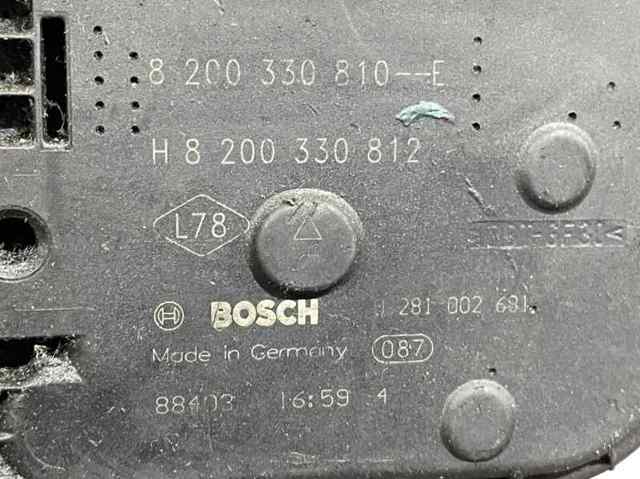 8 200 330 810--E
H 8 200 330 812
L78
BOSCH 0 281 002 681
Made in Germany 087
88403 16:59 4